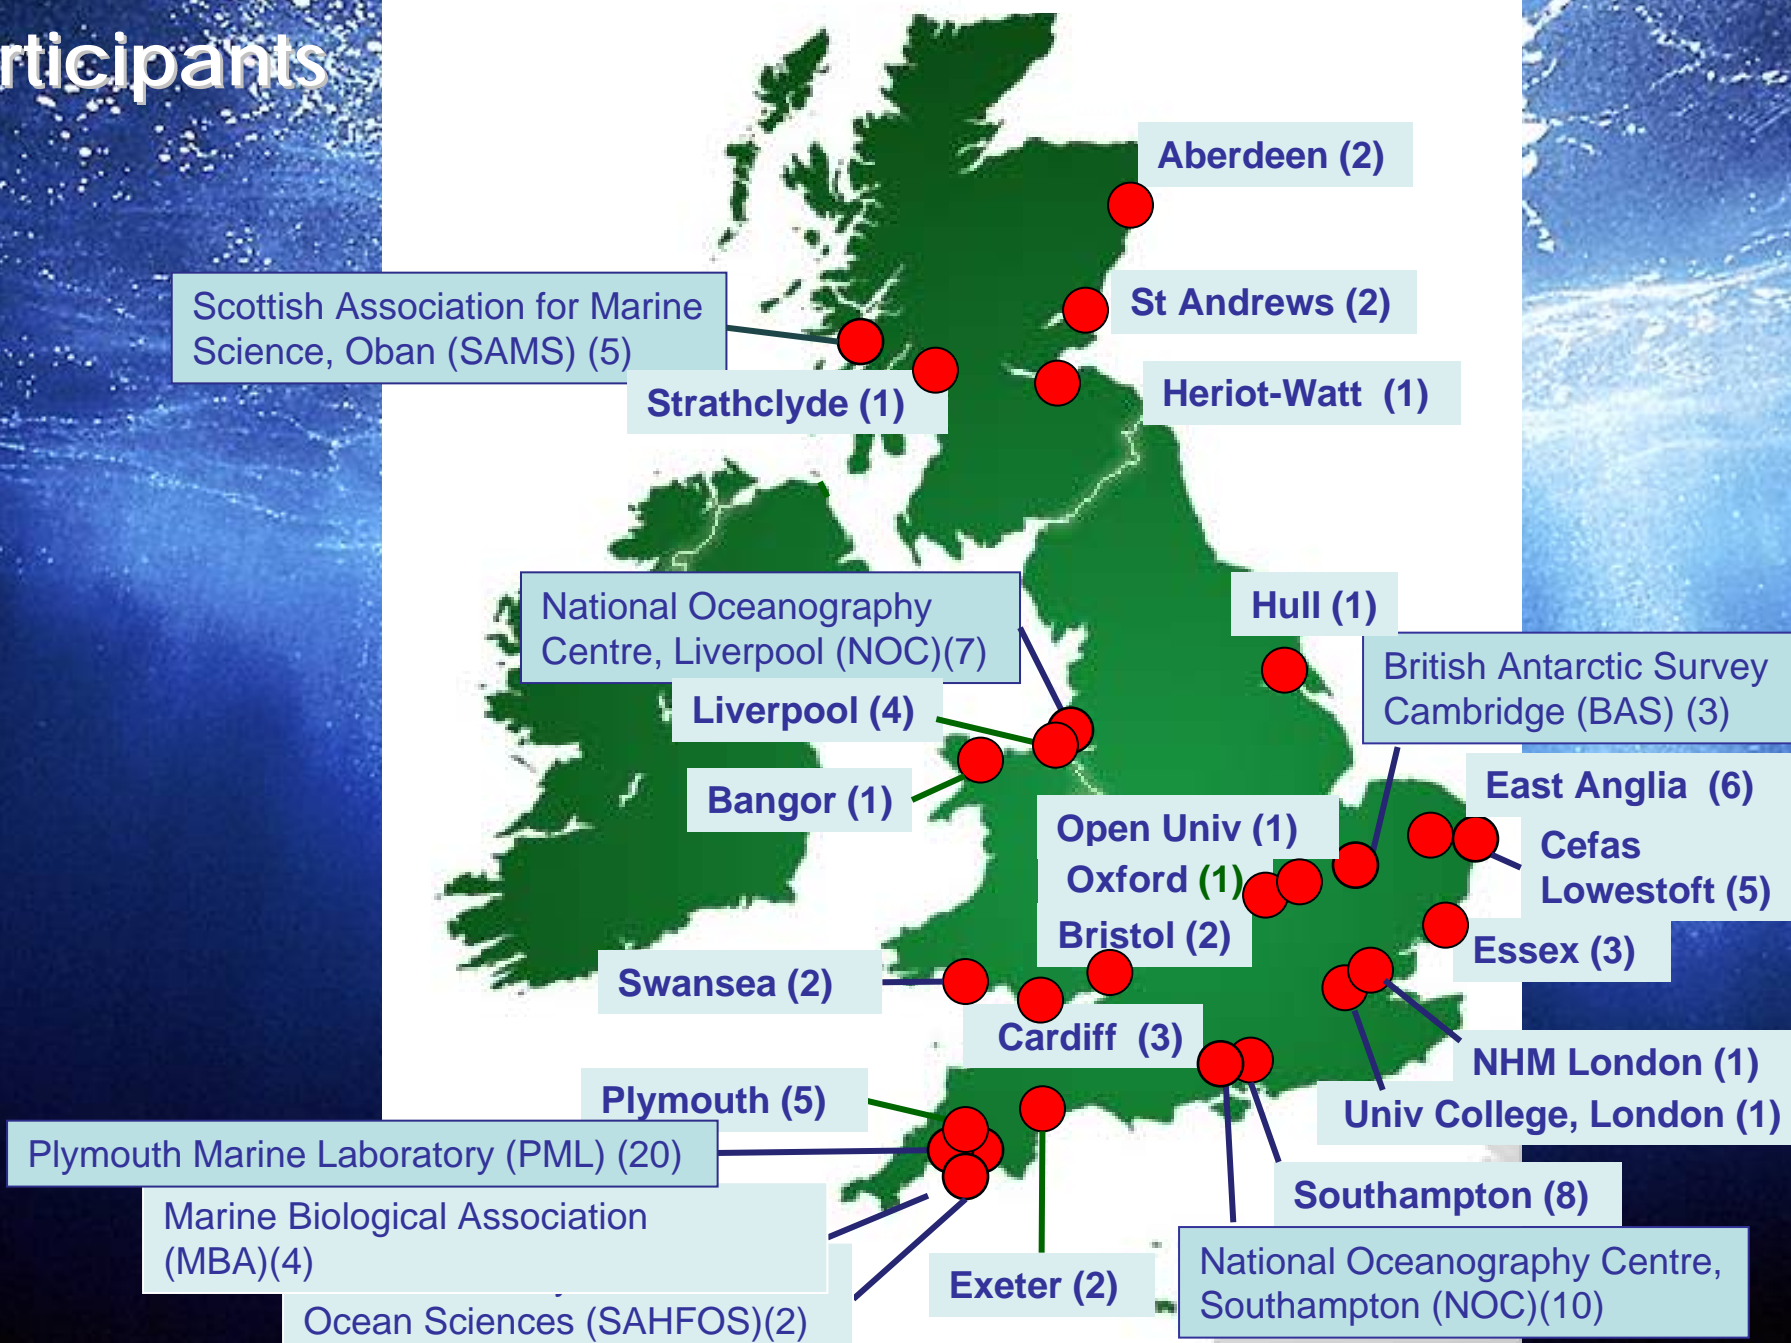 rticipants
Aberdeen (2)
Scottish Association for Marine
Science, Oban (SAMS) (5)
St Andrews (2)
Strathclyde (1)
Heriot-Watt (1)
National Oceanography
Centre, Liverpool (NOC)(7)
Hull (1)
British Antarctic Survey
Cambridge (BAS) (3)
Liverpool (4)
East Anglia (6)
Bangor (1)
Open Univ (1)
Cefas
Lowestoft (5)
Oxford (1)
Bristol (2)
Essex (3)
Swansea (2)
Cardiff (3)
NHM London (1)
Plymouth (5)
Univ College, London (1)
Plymouth Marine Laboratory (PML) (20)
Southampton (8)
Marine Biological Association
(MBA)(4)
National Oceanography Centre,
Southampton (NOC)(10)
Exeter (2)
Ocean Sciences (SAHFOS)(2)